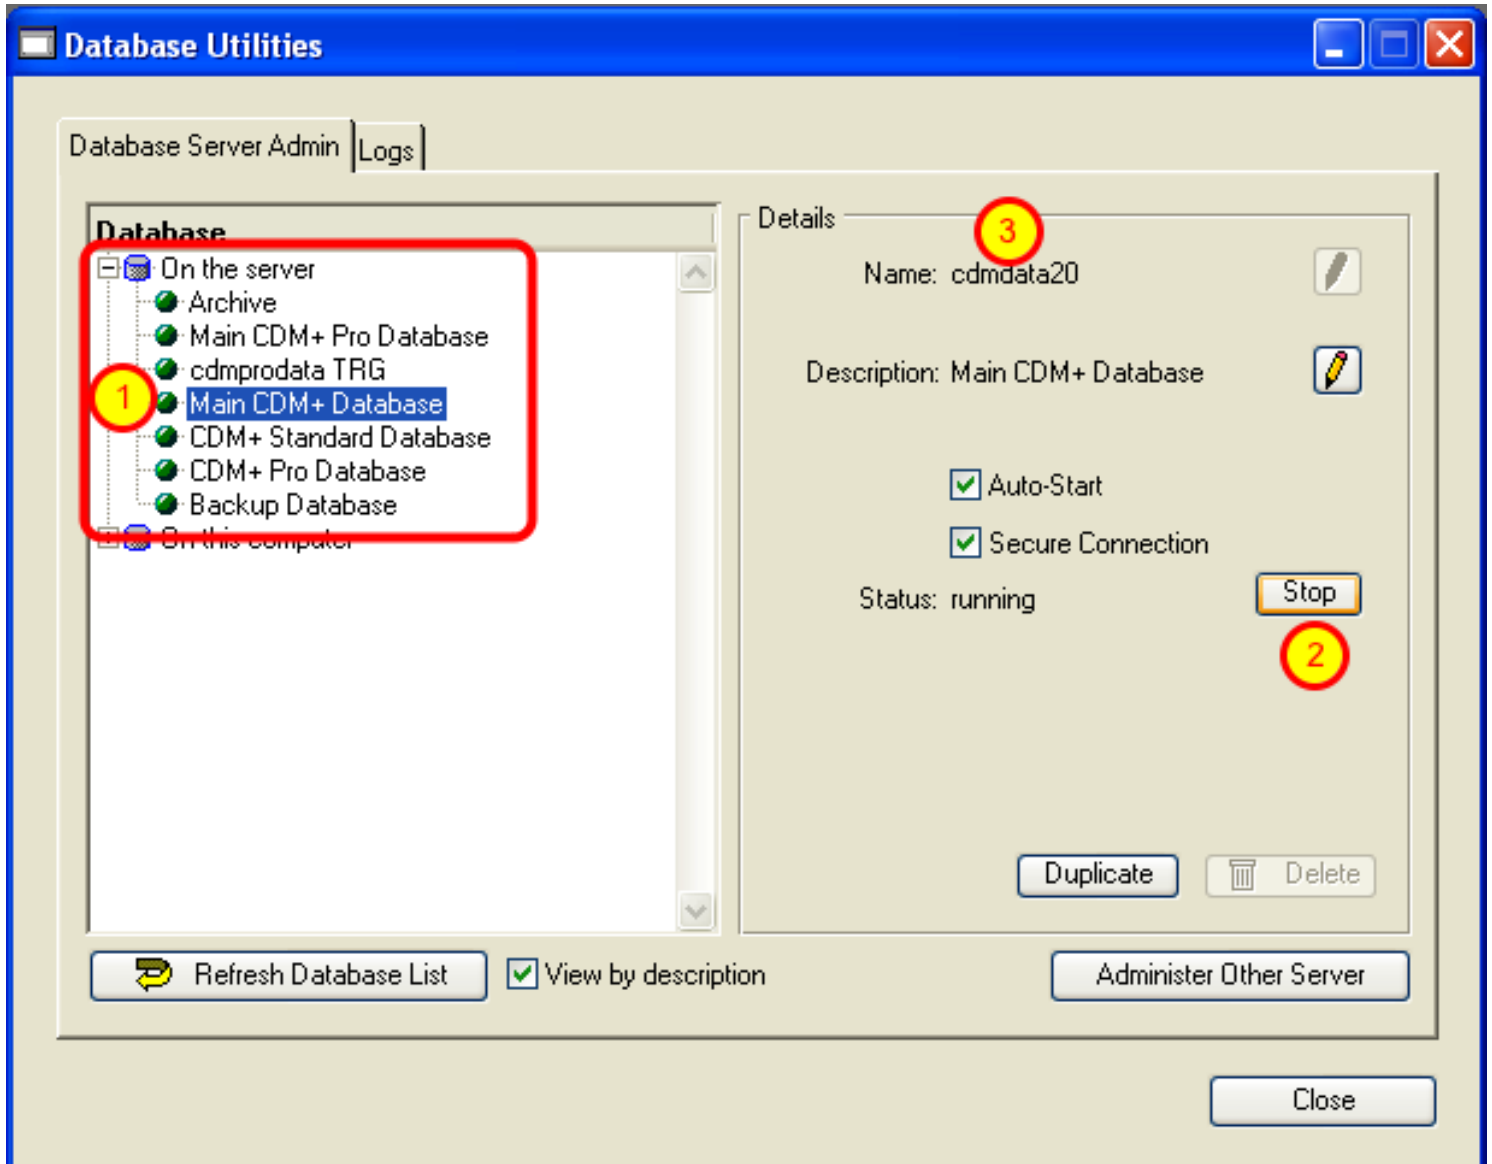 Database Utilities
Database Server Admin
Logs
Database
On the server
Archive
Main CDM+ Pro Database
cdmprodata TRG
1
Main CDM+ Database
CDM+ Standard Database
CDM+ Pro Database
Backup Database
On this computer
Details
3
Name: cdmdata20
Description: Main CDM+ Database
Auto-Start
Secure Connection
Status: running
Stop
2
Duplicate
Delete
Refresh Database List
View by description
Administer Other Server
Close